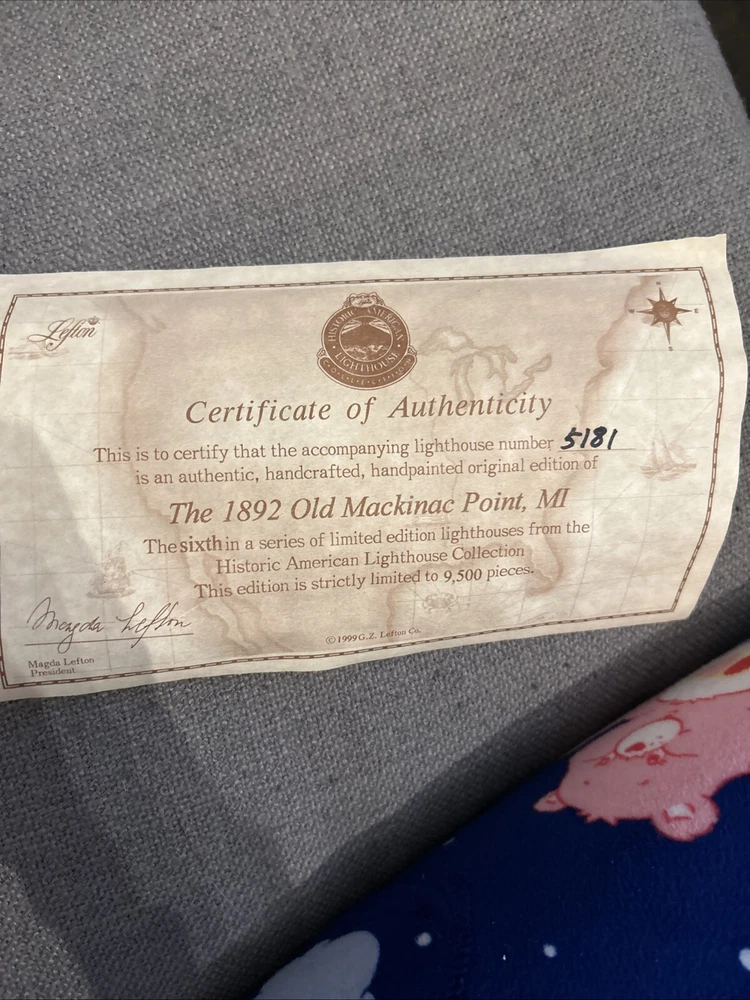 Lefton
HISTORIC AMERICAN
LIGHTHOUSE
COLLECTION
N
E
S
Certificate of Authenticity
This is to certify that the accompanying lighthouse number 5181
is an authentic, handcrafted, handpainted original edition of
The 1892 Old Mackinac Point, MI
The sixth in a series of limited edition lighthouses from the
Historic American Lighthouse Collection
This edition is strictly limited to 9,500 pieces.
Magda Lefton
Magda Lefton
President
©1999 G.Z. Lefton Co.